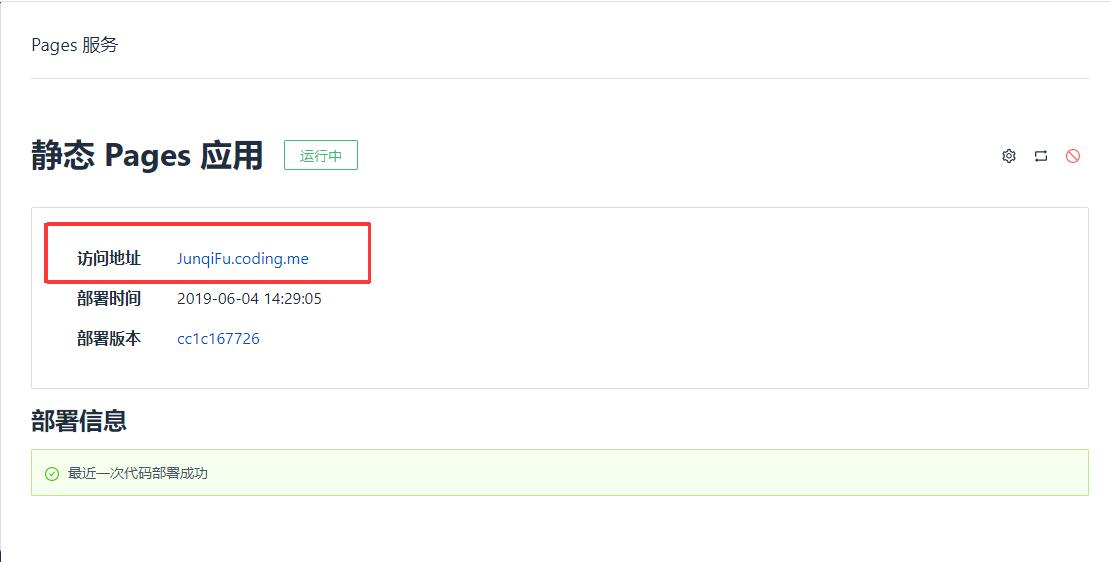 Pages 服务
静态 Pages 应用 运行中
访问地址 JunqiFu.coding.me
部署时间 2019-06-04 14:29:05
部署版本 cc1c167726
部署信息
最近一次代码部署成功